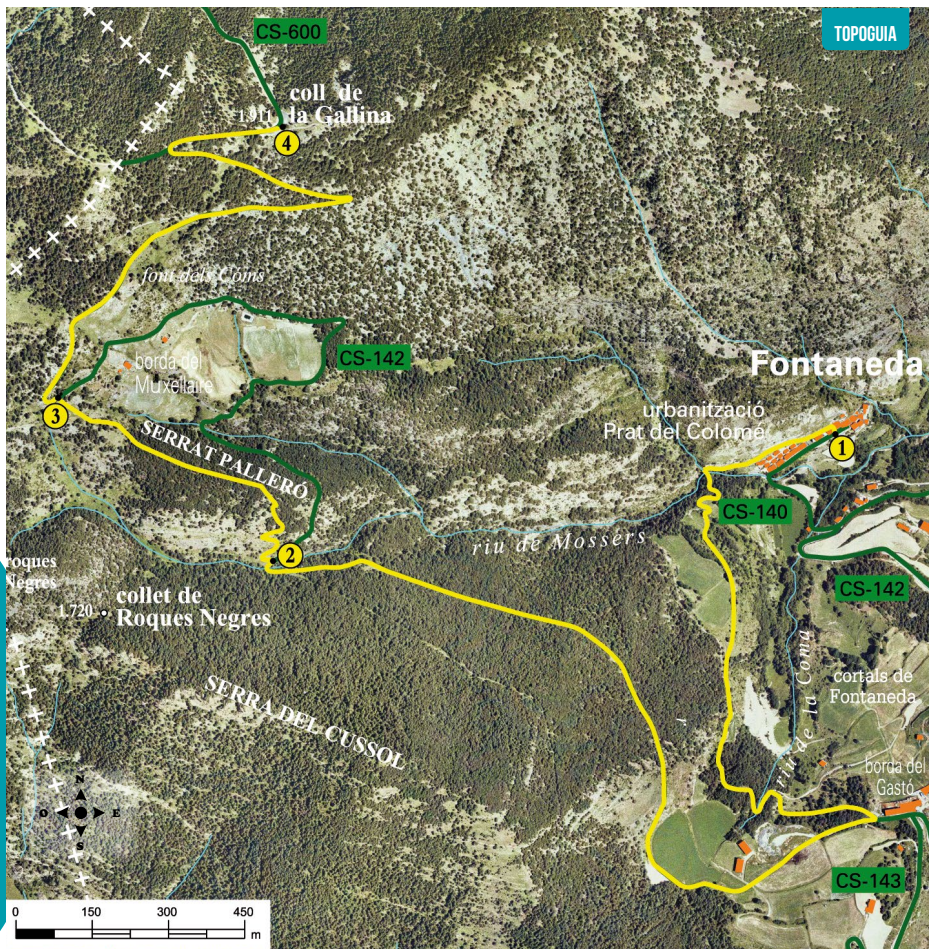 TOPOGUIA
CS-600
coll de
la Gallina
1.911
4
font dels Coms
CS-142
borda del
Muxellaire
Fontaneda
urbanització
Prat del Colomé
3
1
SERRAT PALLERÓ
CS-140
2
riu de Mossers
roques
Negres
CS-142
1.720
collet de
Roques Negres
riu de la Coma
cortals de
Fontaneda
SERRA DEL CUSSOL
borda del
Gastó
N
O
E
S
CS-143
0 150 300 450
m